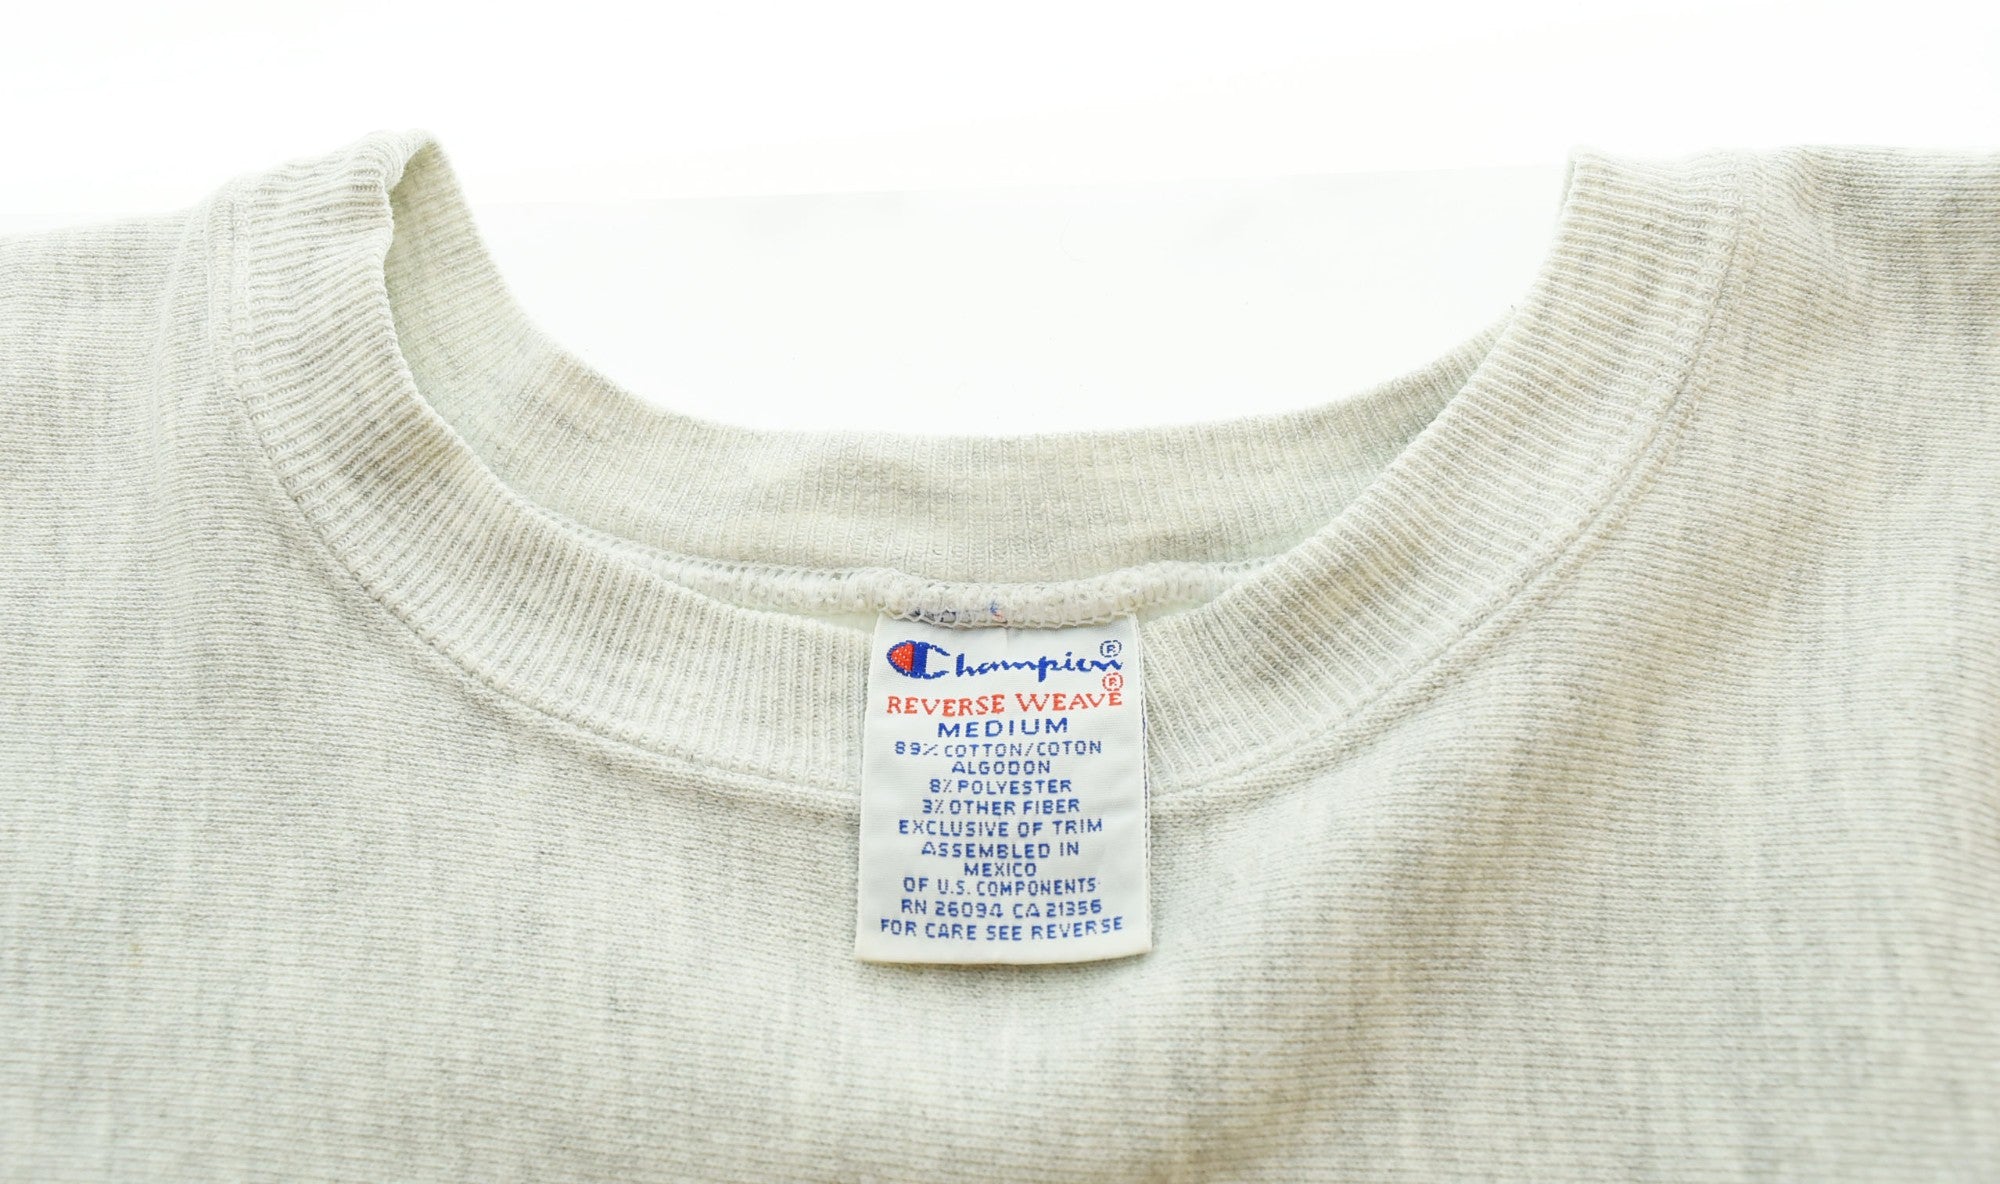 Champion®
REVERSE WEAVE®
MEDIUM
89% COTTON/COTON
ALGODON
8% POLYESTER
3% OTHER FIBER
EXCLUSIVE OF TRIM
ASSEMBLED IN
MEXICO
OF U.S. COMPONENTS
RN 26094 CA 21356
FOR CARE SEE REVERSE